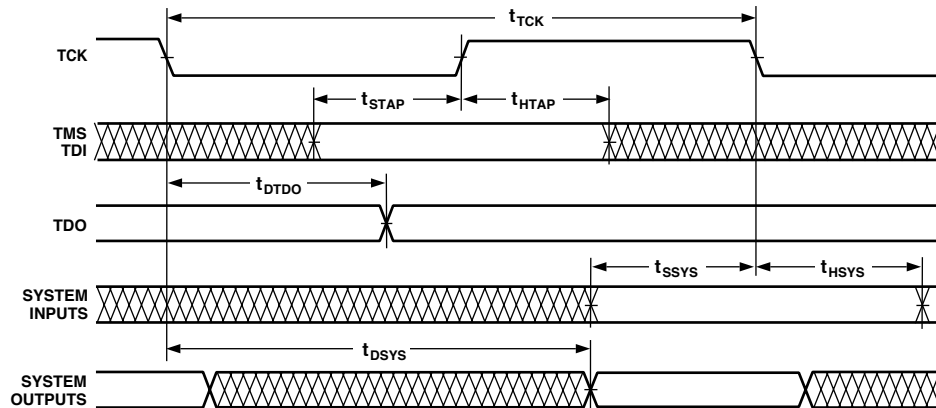 tTCK
TCK
tSTAP
tHTAP
TMS
TDI
tDTDO
TDO
tSSYS
tHSYS
SYSTEM
INPUTS
tDSYS
SYSTEM
OUTPUTS